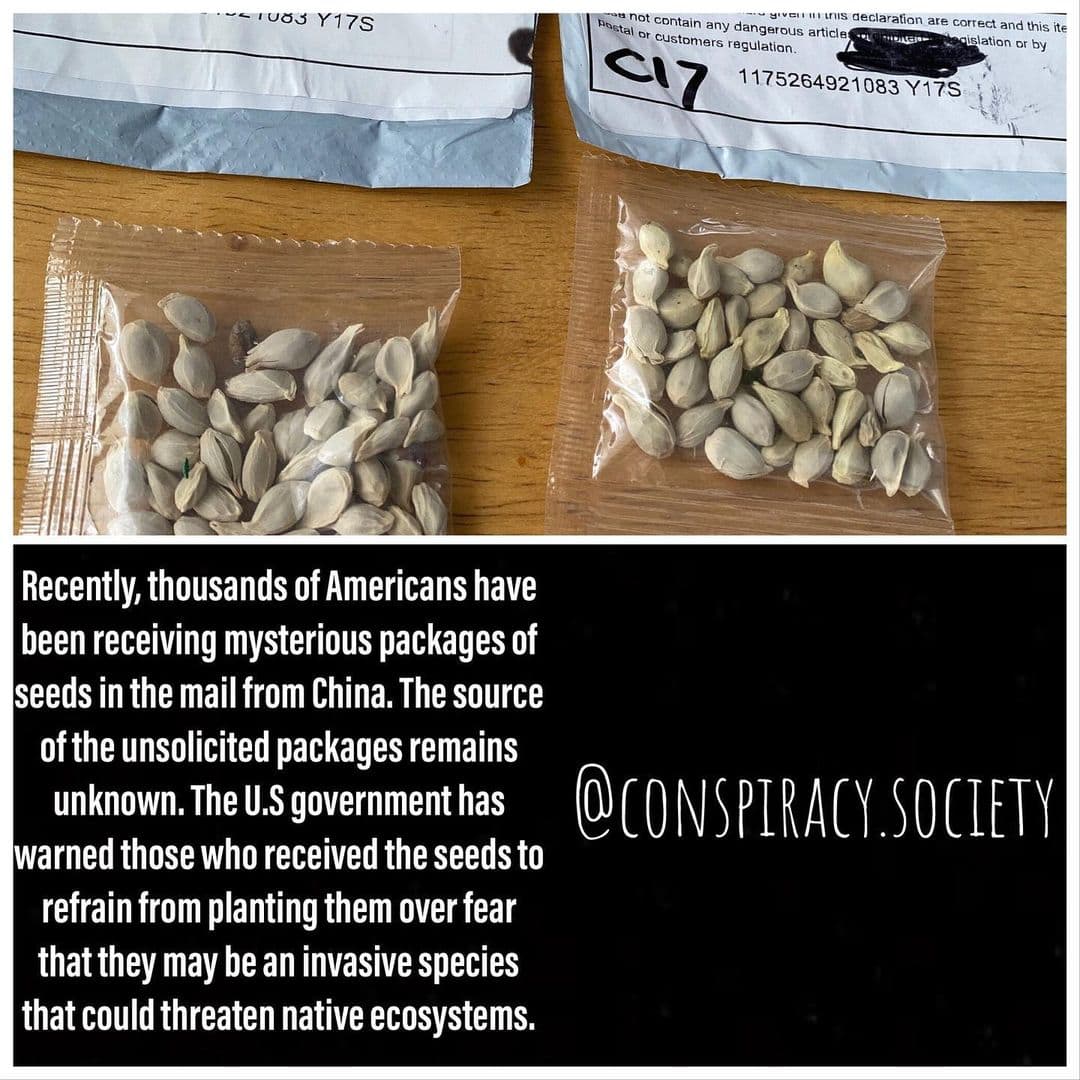 1083 Y17S
given in this declaration are correct and this
not contain any dangerous or by
postal or customers regulation.
C17
1175264921083 Y17S
Recently, thousands of Americans have
been receiving mysterious packages of
seeds in the mail from China. The source
of the unsolicited packages remains
unknown. The U.S government has
warned those who received the seeds to
refrain from planting them over fear
that they may be an invasive species
that could threaten native ecosystems.
@CONSPIRACY.SOCIETY